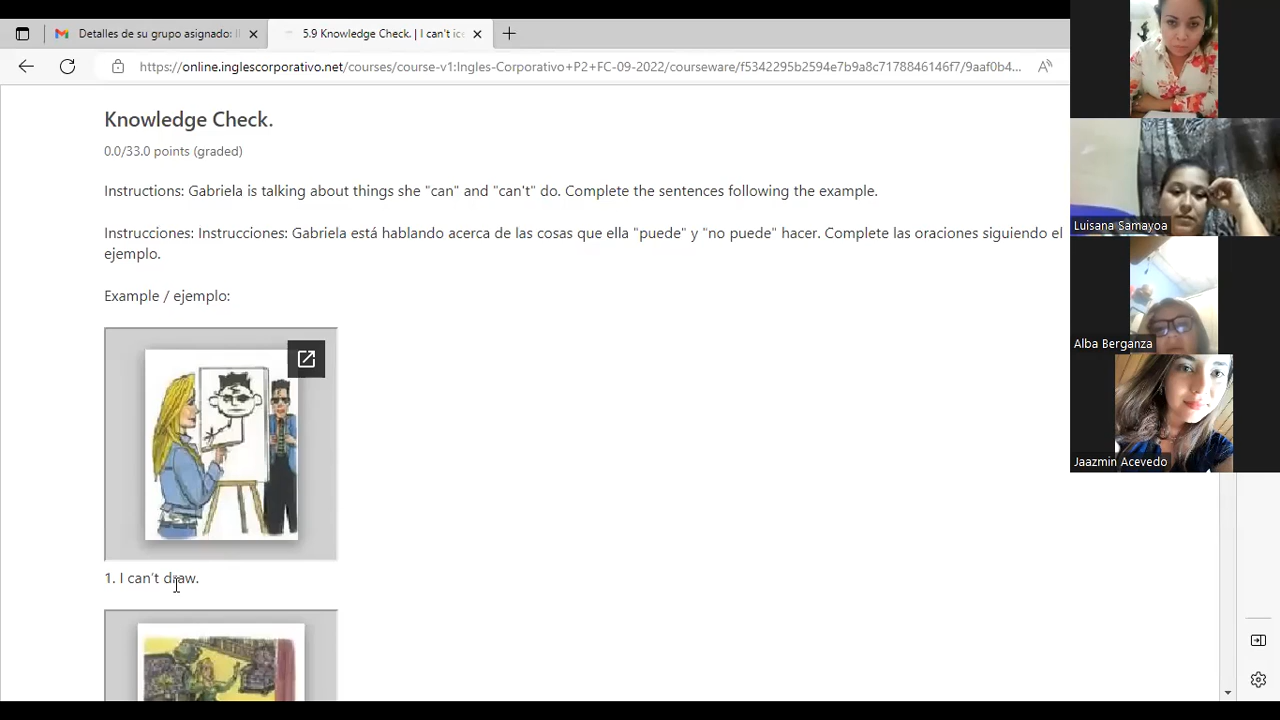 Detalles de su grupo asignado: I
5.9 Knowledge Check. | I can't ice
https://online.inglescorporativo.net/courses/course-v1:Ingles-Corporativo+P2+FC-09-2022/courseware/f5342295b2594e7b9a8c7178846146f7/9aaf0b4...
Knowledge Check.
0.0/33.0 points (graded)
Instructions: Gabriela is talking about things she "can" and "can't" do. Complete the sentences following the example.
Instrucciones: Instrucciones: Gabriela está hablando acerca de las cosas que ella "puede" y "no puede" hacer. Complete las oraciones siguiendo el
ejemplo.
Example / ejemplo:
1. I can't draw.
Luisana Samayoa
Alba Berganza
Jaazmin Acevedo